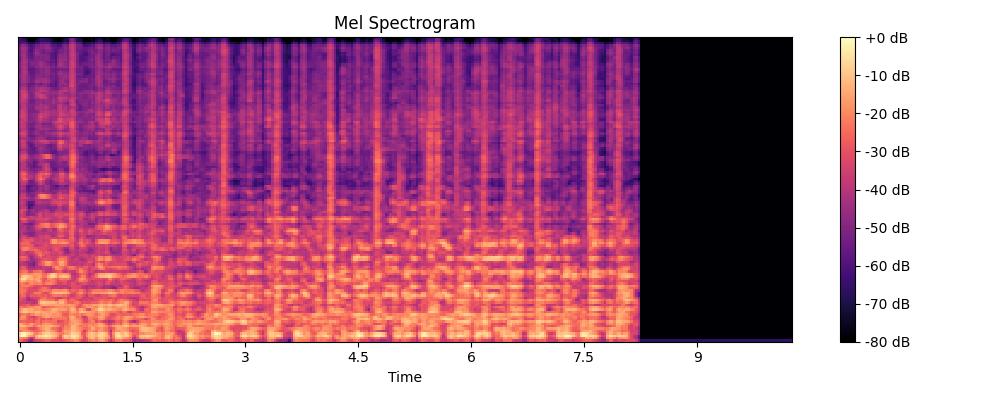 Mel Spectrogram
+0 dB
-10 dB
-20 dB
-30 dB
-40 dB
-50 dB
-60 dB
-70 dB
-80 dB
0 1.5 3 4.5 6 7.5 9
Time